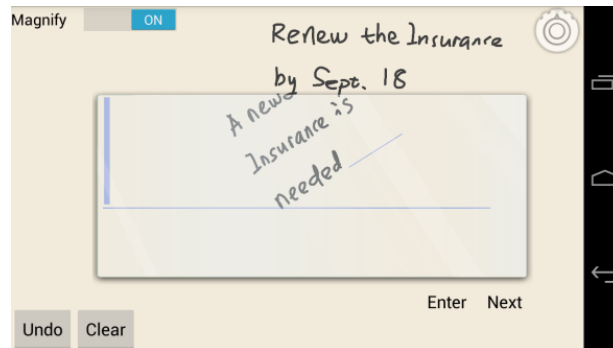 Magnify ON
Renew the Insurance
by Sept. 18
A new
Insurance is
needed
Enter Next
Undo Clear